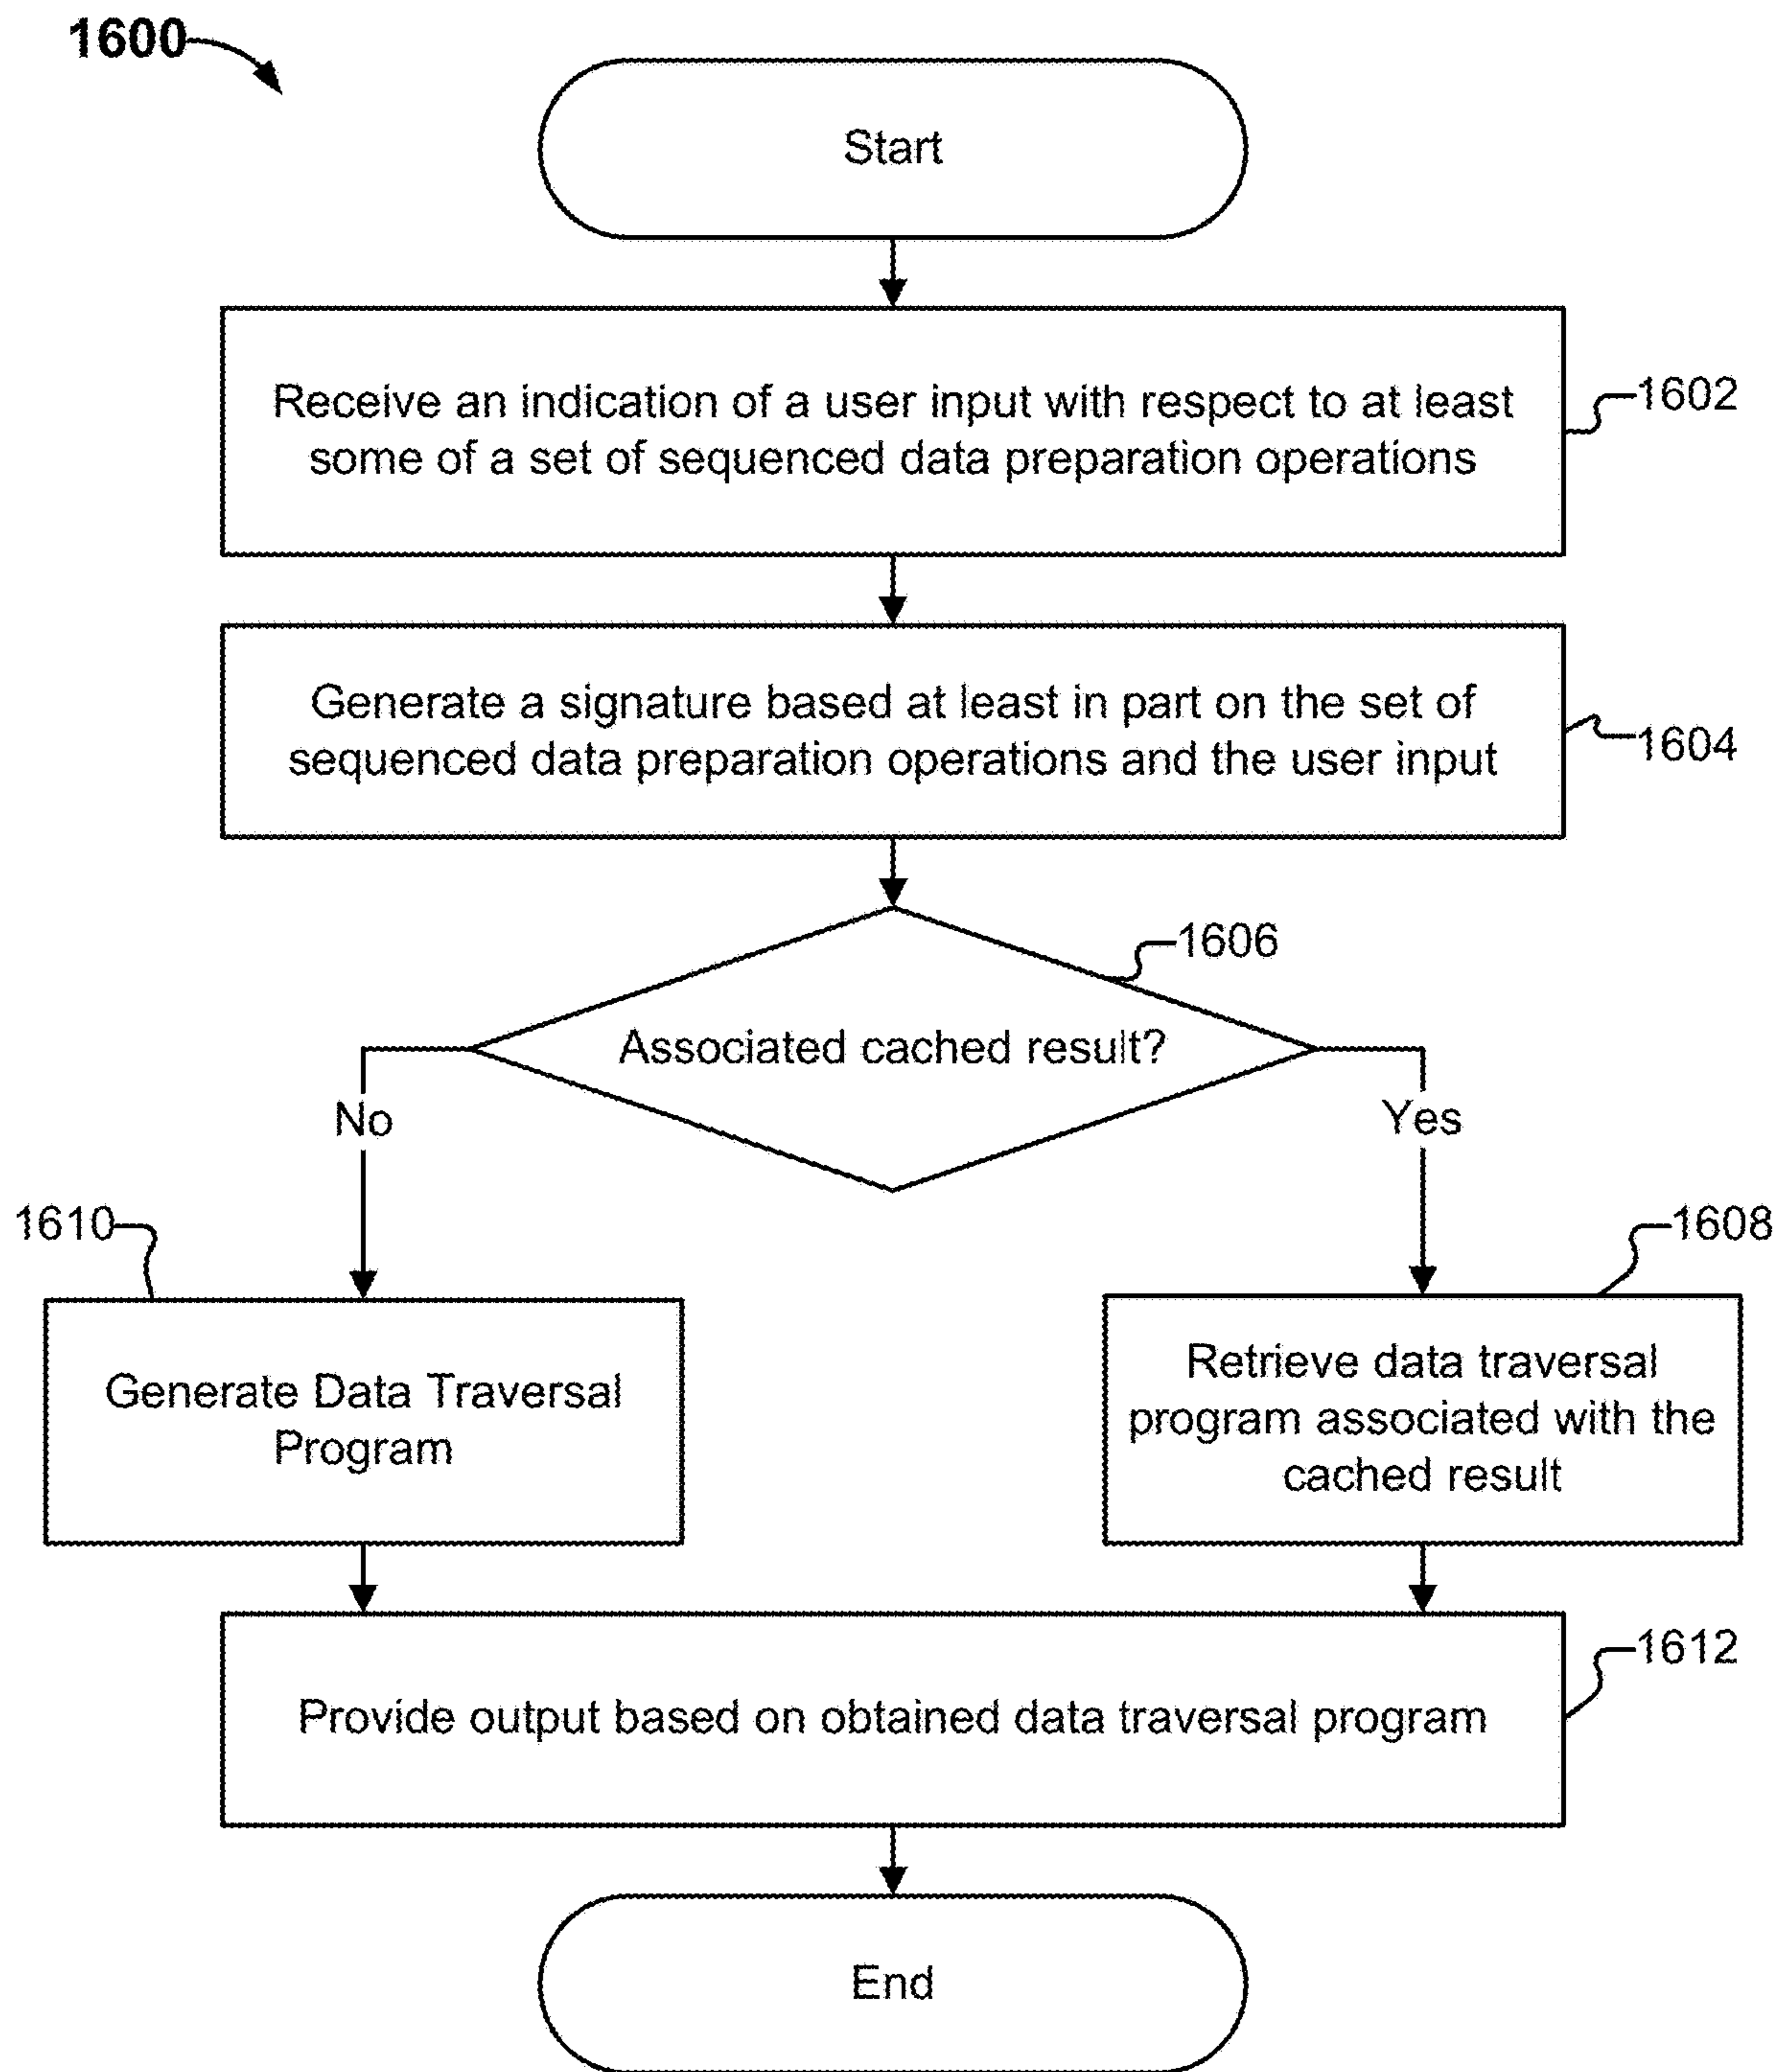 1600
Start
Receive an indication of a user input with respect to at least
some of a set of sequenced data preparation operations
1602
Generate a signature based at least in part on the set of
sequenced data preparation operations and the user input
1604
1606
Associated cached result?
No
Yes
1610
1608
Generate Data Traversal
Program
Retrieve data traversal
program associated with the
cached result
1612
Provide output based on obtained data traversal program
End